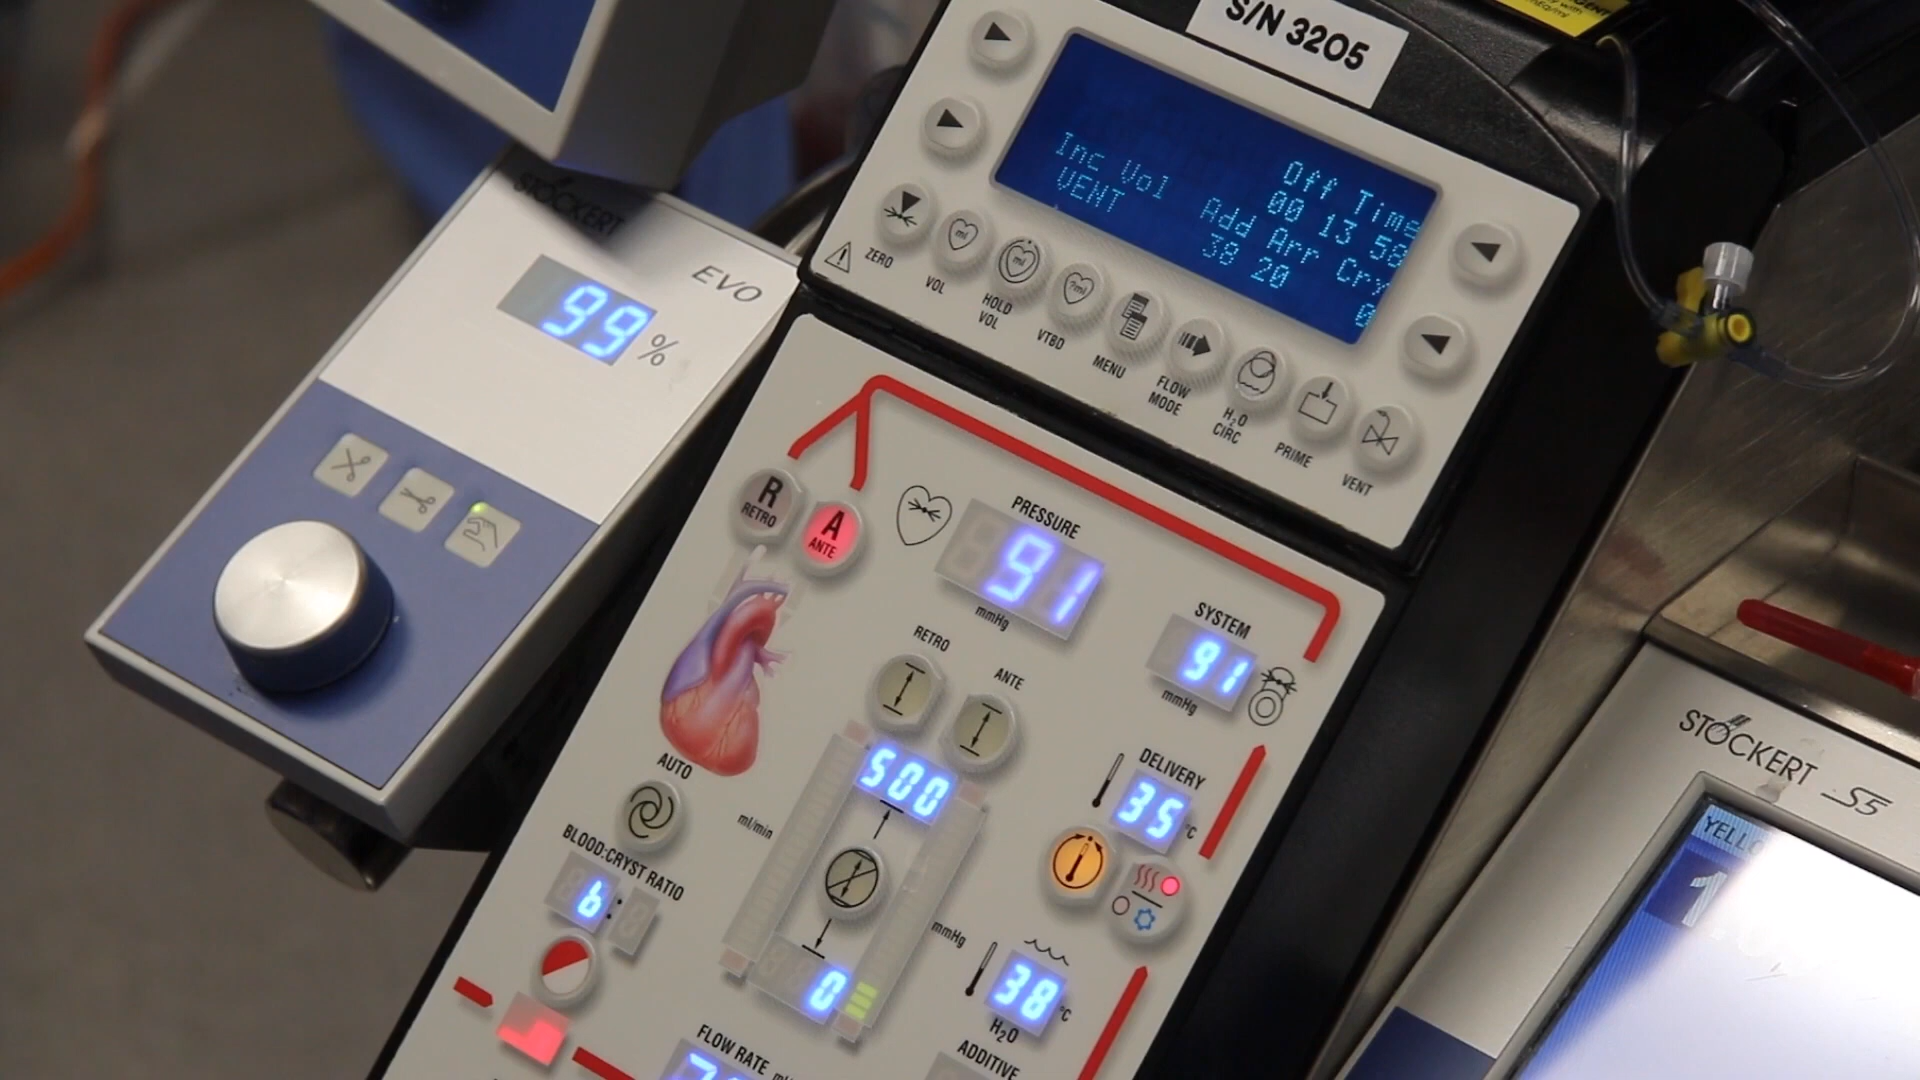 S/N 3205
Off Time
Inc Vol
00 13 58
VENT
Add Arr Cry
38 20
0
ZERO
VOL
HOLD
VOL
VTBD
MENU
FLOW
MODE
H₂O
CIRC
PRIME
VENT
STÖCKERT
EVO
99 %
R
RETRO
A
ANTE
PRESSURE
91
mmHg
SYSTEM
91
mmHg
RETRO
ANTE
AUTO
500
ml/min
DELIVERY
35 °C
BLOOD:CRYST RATIO
b:
mmHg
0
38 °C
H₂O
FLOW RATE
ADDITIVE
STÖCKERT S5